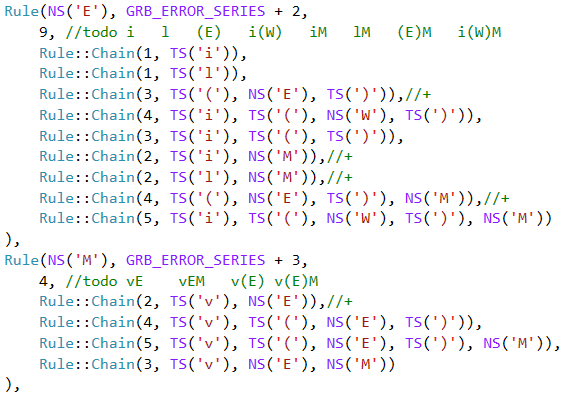 Rule(NS('E'), GRB_ERROR_SERIES + 2,
    9, //todo i   l   (E)   i(W)   iM   lM   (E)M   i(W)M
    Rule::Chain(1, TS('i')),
    Rule::Chain(1, TS('l')),
    Rule::Chain(3, TS('('), NS('E'), TS(')')),//+
    Rule::Chain(4, TS('i'), TS('('), NS('W'), TS(')')),
    Rule::Chain(3, TS('i'), TS('('), TS(')')),
    Rule::Chain(2, TS('i'), NS('M')),//+
    Rule::Chain(2, TS('l'), NS('M')),
    Rule::Chain(4, TS('('), NS('E'), TS(')'), NS('M')),//+
    Rule::Chain(5, TS('i'), TS('('), NS('W'), TS(')'), NS('M'))
),
Rule(NS('M'), GRB_ERROR_SERIES + 3,
    4, //todo vE    vEM   v(E) v(E)M
    Rule::Chain(2, TS('v'), NS('E')),//+
    Rule::Chain(4, TS('v'), TS('('), NS('E'), TS(')')),
    Rule::Chain(5, TS('v'), TS('('), NS('E'), TS(')'), NS('M')),
    Rule::Chain(3, TS('v'), NS('E'), NS('M'))
),